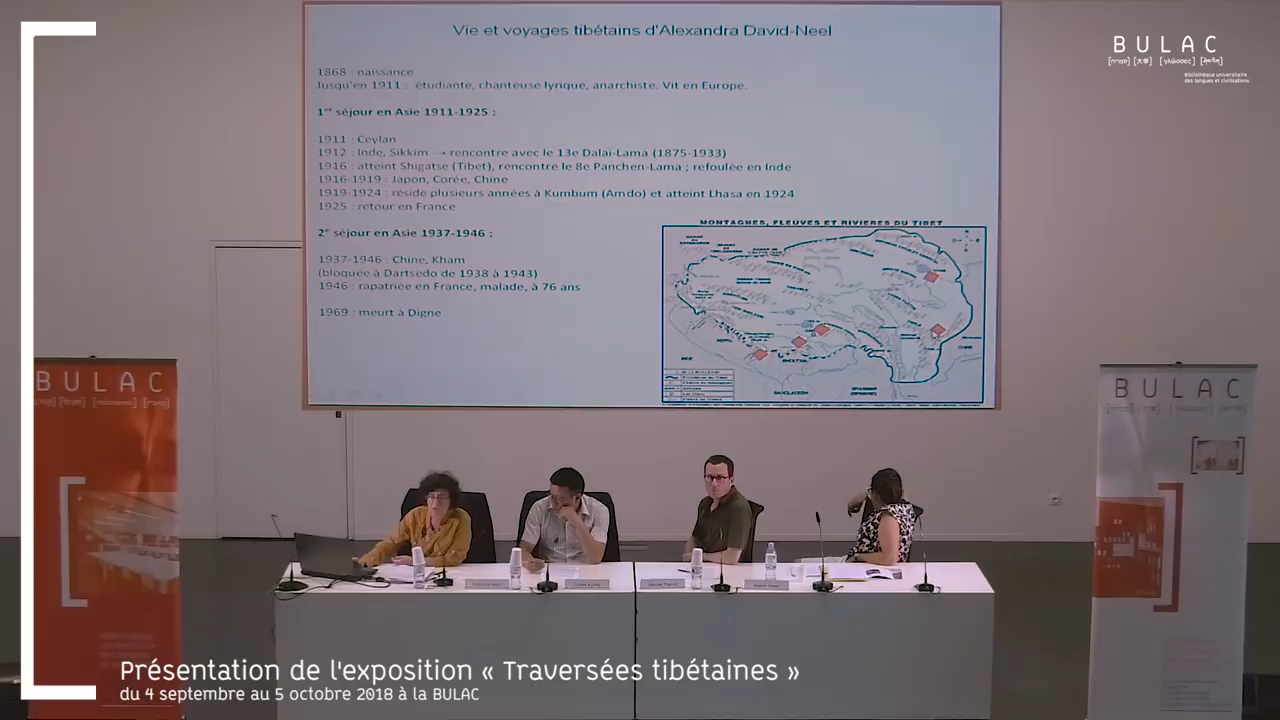 Vie et voyages tibétains d'Alexandra David-Neel
1868 : naissance
Jusqu'en 1911 : étudiante, chanteuse lyrique, anarchiste. Vit en Europe.
1er séjour en Asie 1911-1925 :
1911 : Ceylan
1912 : Inde, Sikkim → rencontre avec le 13e Dalaï-Lama (1875-1933)
1916 : atteint Shigatse (Tibet), rencontre le 8e Panchen-Lama ; refoulée en Inde
1916-1919 : Japon, Corée, Chine
1919-1924 : réside plusieurs années à Kumbum (Amdo) et atteint Lhasa en 1924
1925 : retour en France
2e séjour en Asie 1937-1946 :
1937-1946 : Chine, Kham
(bloquée à Dartsedo de 1938 à 1943)
1946 : rapatriée en France, malade, à 76 ans
1969 : meurt à Digne
MONTAGNES, FLEUVES ET RIVIERES DU TIBET
BANGLADESH
BULAC
Bibliothèque universitaire
des langues et civilisations
BULAC
BULAC
Présentation de l'exposition « Traversées tibétaines »
du 4 septembre au 5 octobre 2018 à la BULAC